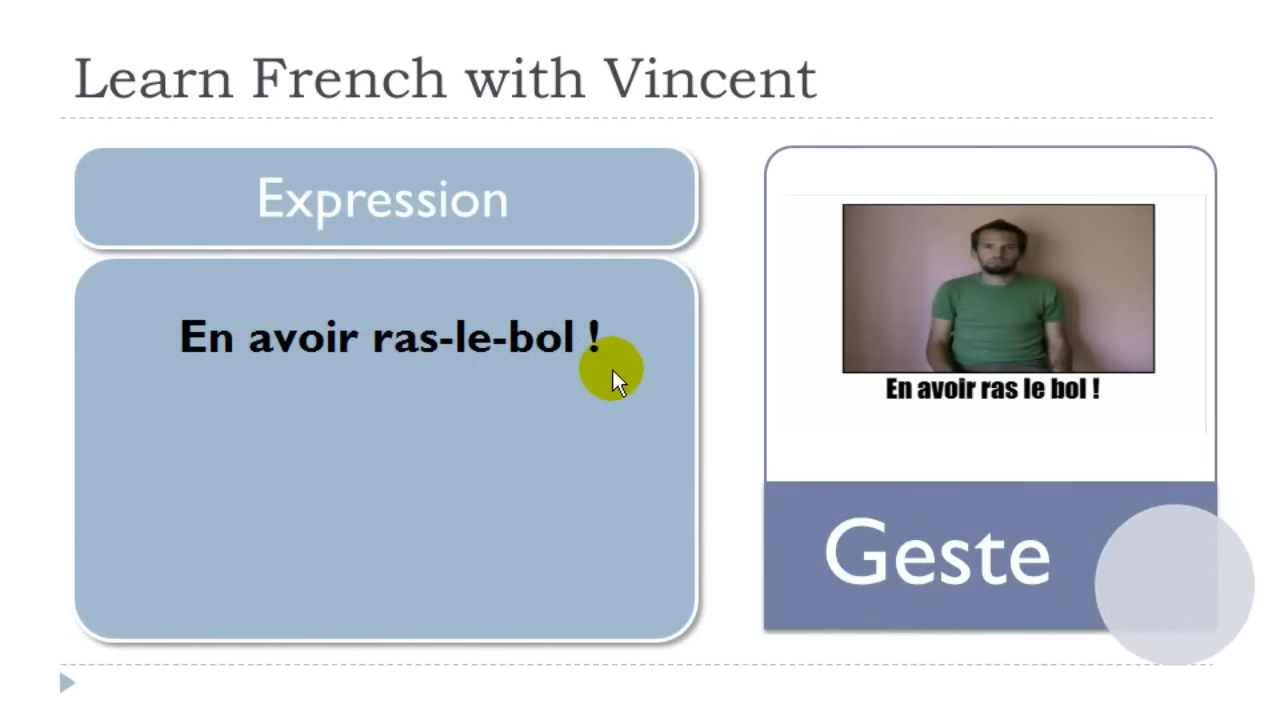 Learn French with Vincent
Expression
En avoir ras-le-bol !
En avoir ras le bol !
Geste